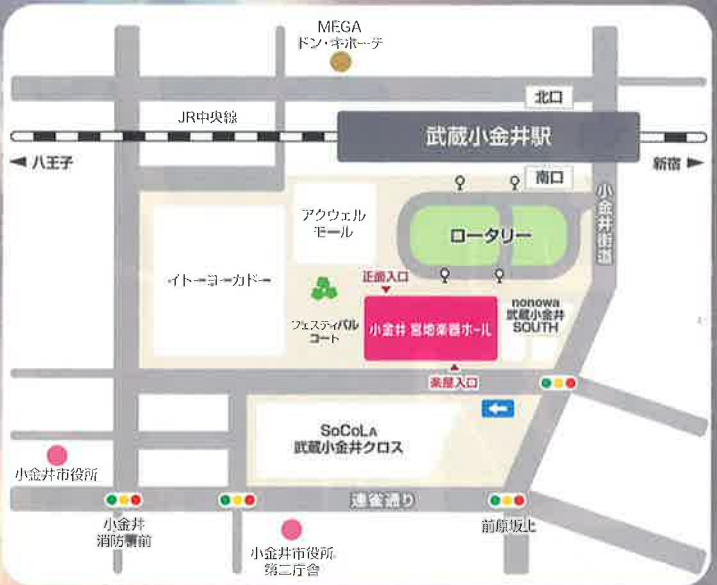 MEGA
ドン・キホーテ
北口
JR中央線
武蔵小金井駅
八王子
新宿
南口
小金井街道
アクウェル
モール
ロータリー
イトーヨーカドー
正面入口
フェスティバル
コート
小金井 宮地楽器ホール
nonowa
武蔵小金井
SOUTH
楽屋入口
SoCoLA
武蔵小金井クロス
小金井市役所
連雀通り
小金井
消防署前
前原坂上
小金井市役所
第二庁舎